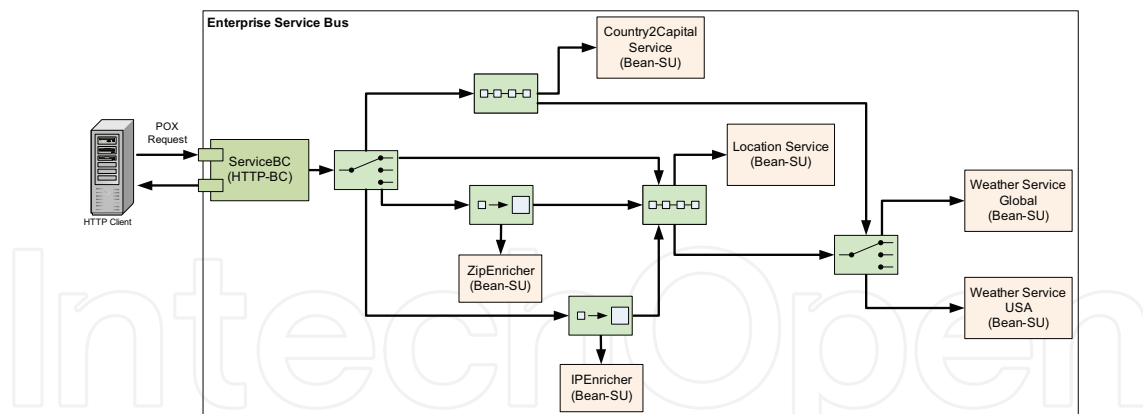 Enterprise Service Bus
Country2Capital
Service
(Bean-SU)
POX
Request
ServiceBC
(HTTP-BC)
Location Service
(Bean-SU)
HTTP Client
Weather Service
Global
(Bean-SU)
ZipEnricher
(Bean-SU)
Weather Service
USA
(Bean-SU)
IPEnricher
(Bean-SU)
IntechOpen